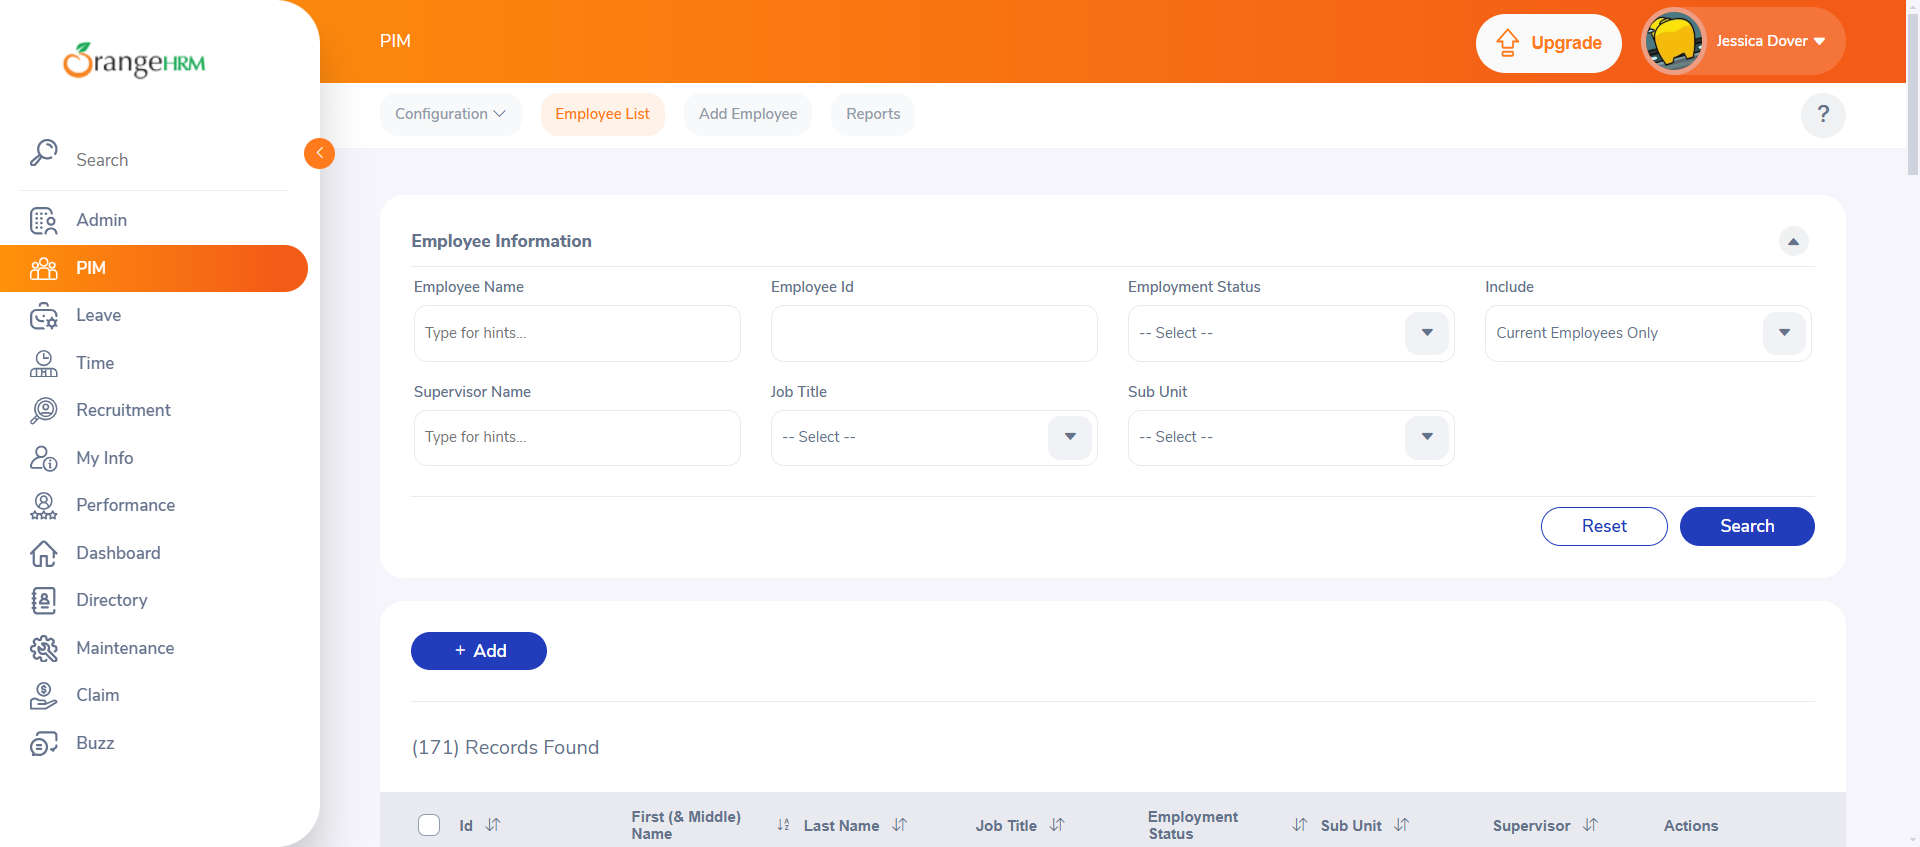 OrangeHRM
PIM
Upgrade
Jessica Dover
Configuration
Employee List
Add Employee
Reports
?
Search
Admin
PIM
Leave
Time
Recruitment
My Info
Performance
Dashboard
Directory
Maintenance
Claim
Buzz
Employee Information
Employee Name
Employee Id
Employment Status
Include
Type for hints...
-- Select --
Current Employees Only
Supervisor Name
Job Title
Sub Unit
Type for hints...
-- Select --
-- Select --
Reset
Search
+ Add
(171) Records Found
Id
First (& Middle)
Name
Last Name
Job Title
Employment
Status
Sub Unit
Supervisor
Actions